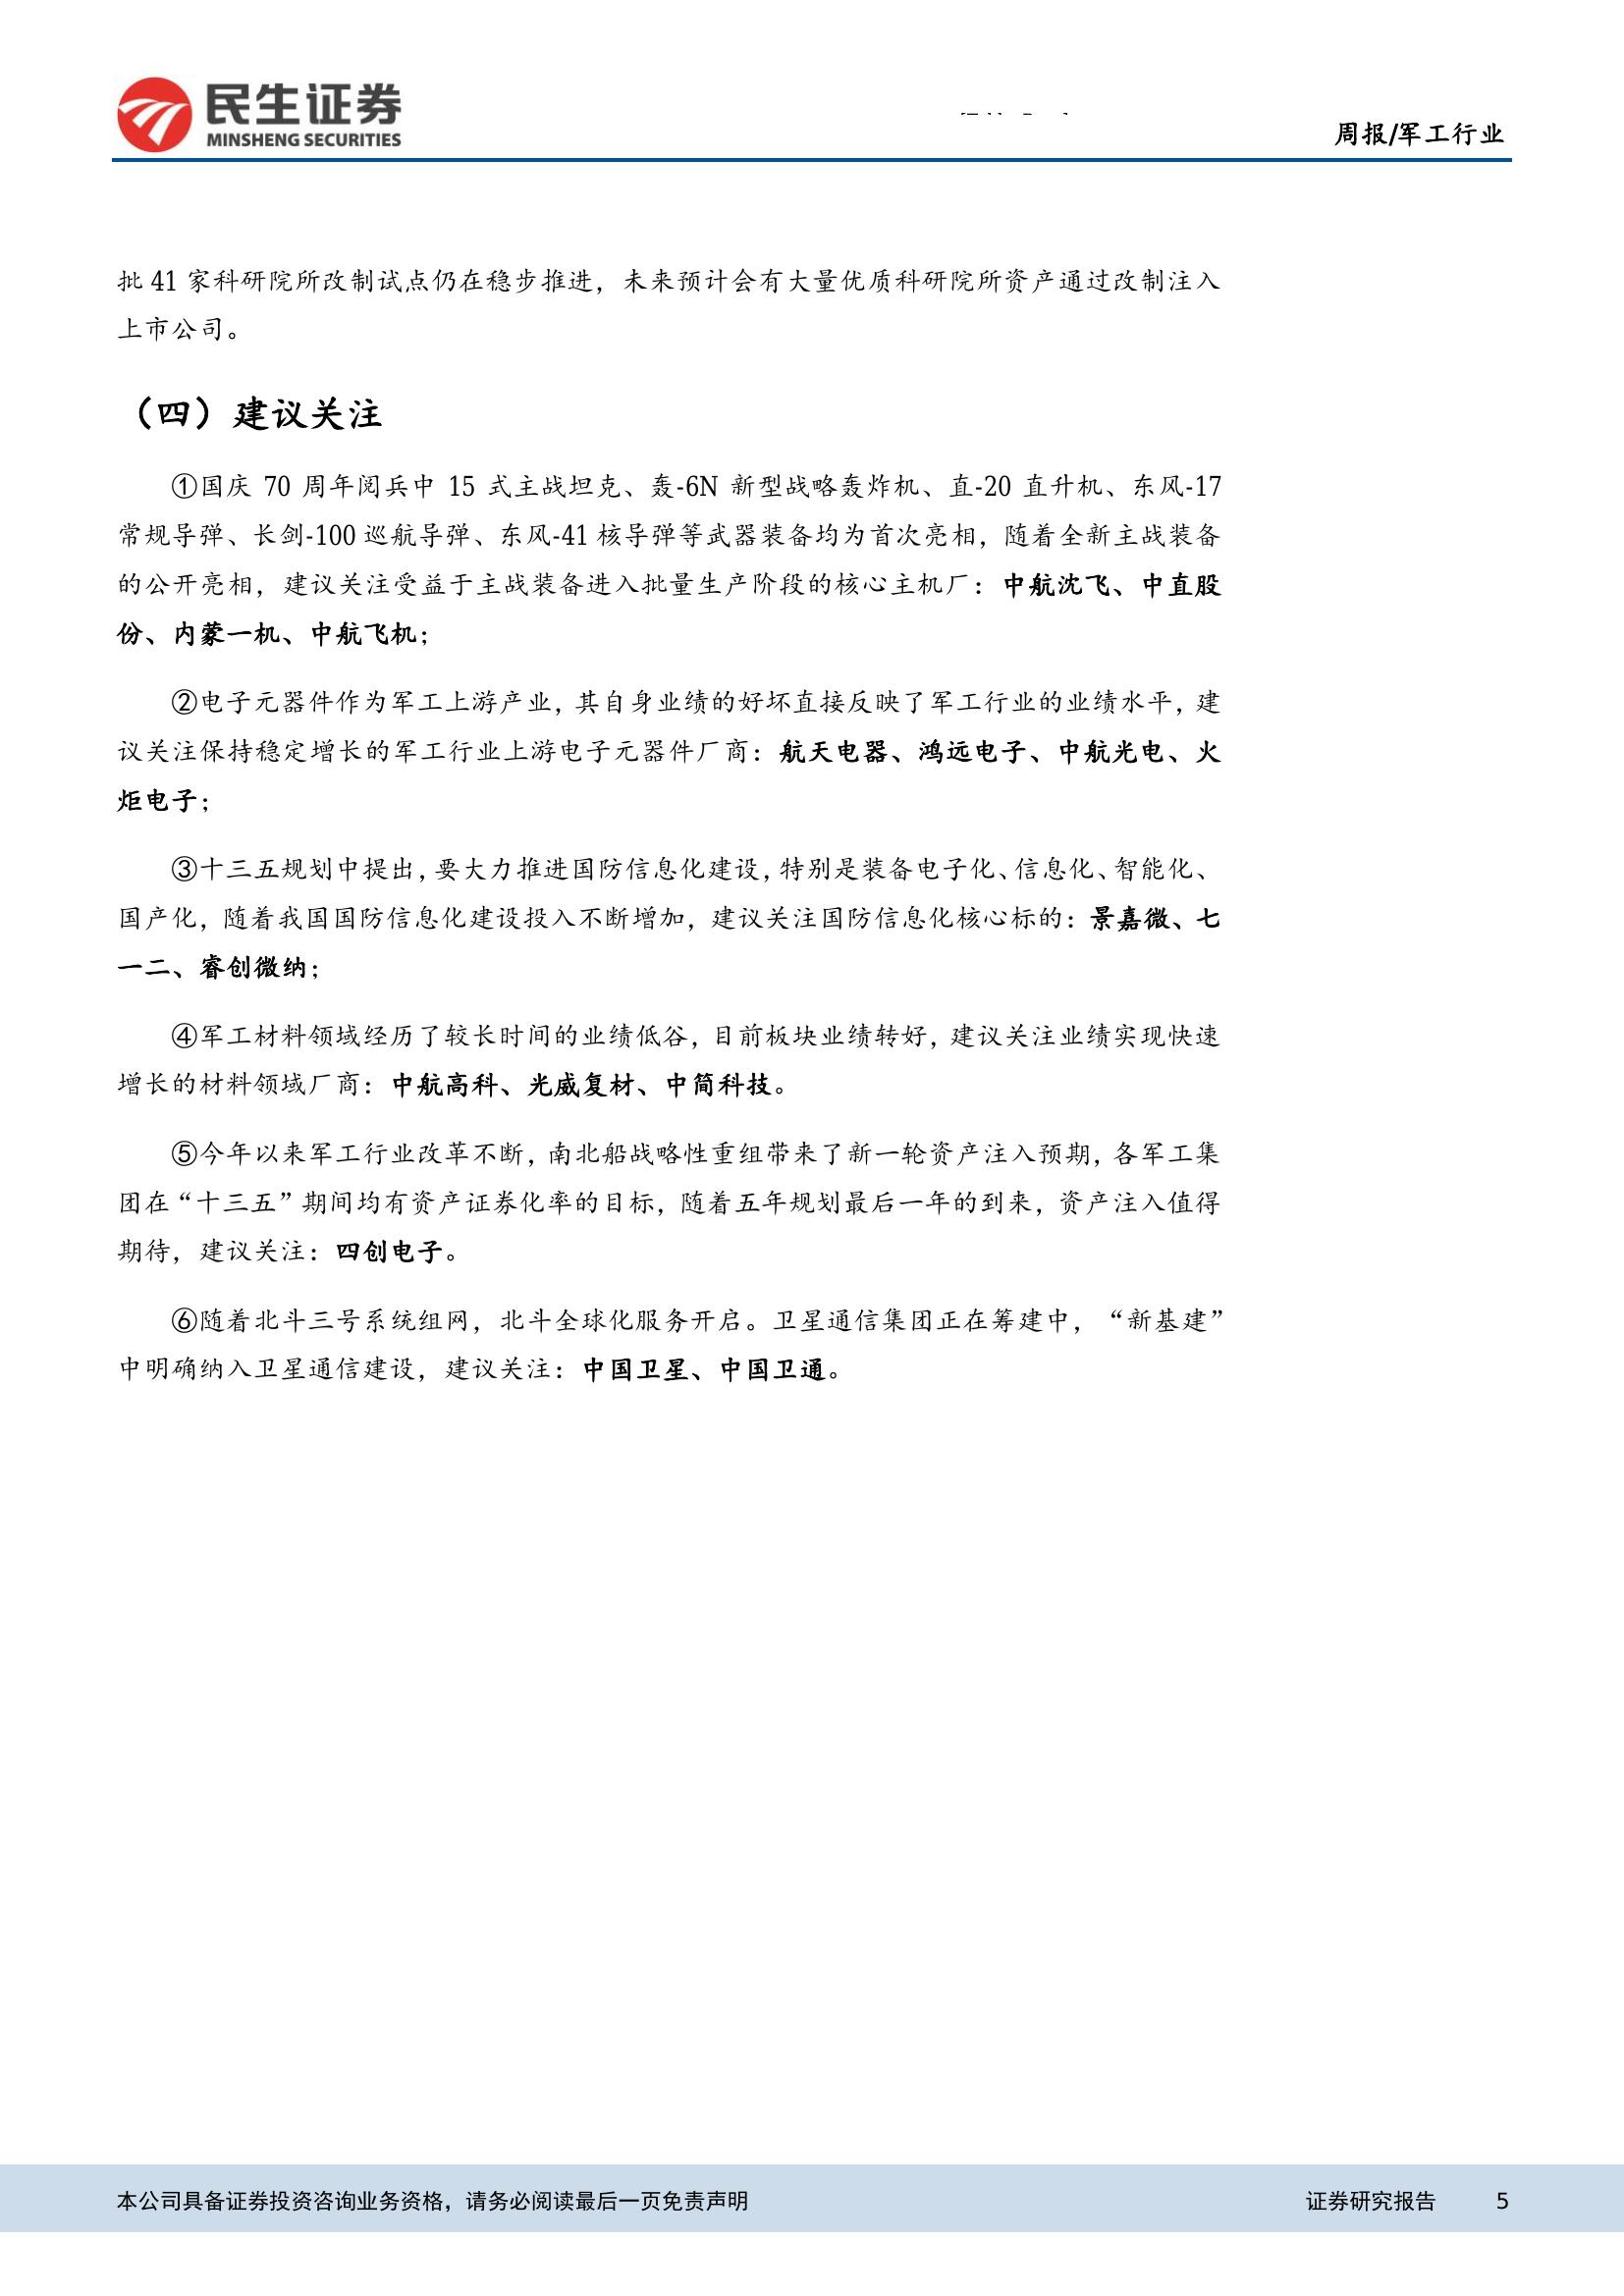 民生证券
MINSHENG SECURITIES
周报/军工行业
批 41 家科研院所改制试点仍在稳步推进，未来预计会有大量优质科研院所资产通过改制注入
上市公司。
（四）建议关注
①国庆 70 周年阅兵中 15 式主战坦克、轰-6N 新型战略轰炸机、直-20 直升机、东风-17
常规导弹、长剑-100 巡航导弹、东风-41 核导弹等武器装备均为首次亮相，随着全新主战装备
的公开亮相，建议关注受益于主战装备进入批量生产阶段的核心主机厂：中航沈飞、中直股
份、内蒙一机、中航飞机；
②电子元器件作为军工上游产业，其自身业绩的好坏直接反映了军工行业的业绩水平，建
议关注保持稳定增长的军工行业上游电子元器件厂商：航天电器、鸿远电子、中航光电、火
炬电子；
③十三五规划中提出，要大力推进国防信息化建设，特别是装备电子化、信息化、智能化、
国产化，随着我国国防信息化建设投入不断增加，建议关注国防信息化核心标的：景嘉微、七
一二、睿创微纳；
④军工材料领域经历了较长时间的业绩低谷，目前板块业绩转好，建议关注业绩实现快速
增长的材料领域厂商：中航高科、光威复材、中简科技。
⑤今年以来军工行业改革不断，南北船战略性重组带来了新一轮资产注入预期，各军工集
团在“十三五”期间均有资产证券化率的目标，随着五年规划最后一年的到来，资产注入值得
期待，建议关注：四创电子。
⑥随着北斗三号系统组网，北斗全球化服务开启。卫星通信集团正在筹建中，“新基建”
中明确纳入卫星通信建设，建议关注：中国卫星、中国卫通。
本公司具备证券投资咨询业务资格，请务必阅读最后一页免责声明
证券研究报告 5